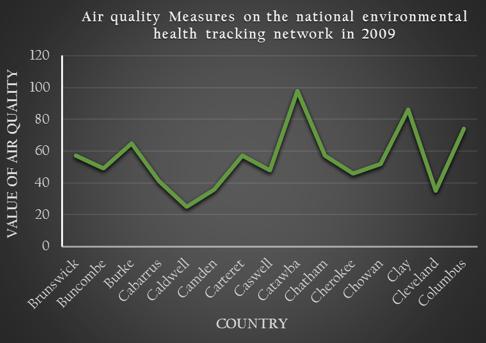 Air quality Measures on the national environmental
health tracking network in 2009
VALUE OF AIR QUALITY
120
100
80
60
40
20
0
Brunswick
Buncombe
Burke
Cabarrus
Caldwell
Camden
Carteret
Caswell
Catawba
Chatham
Cherokee
Chowan
Clay
Cleveland
Columbus
COUNTRY